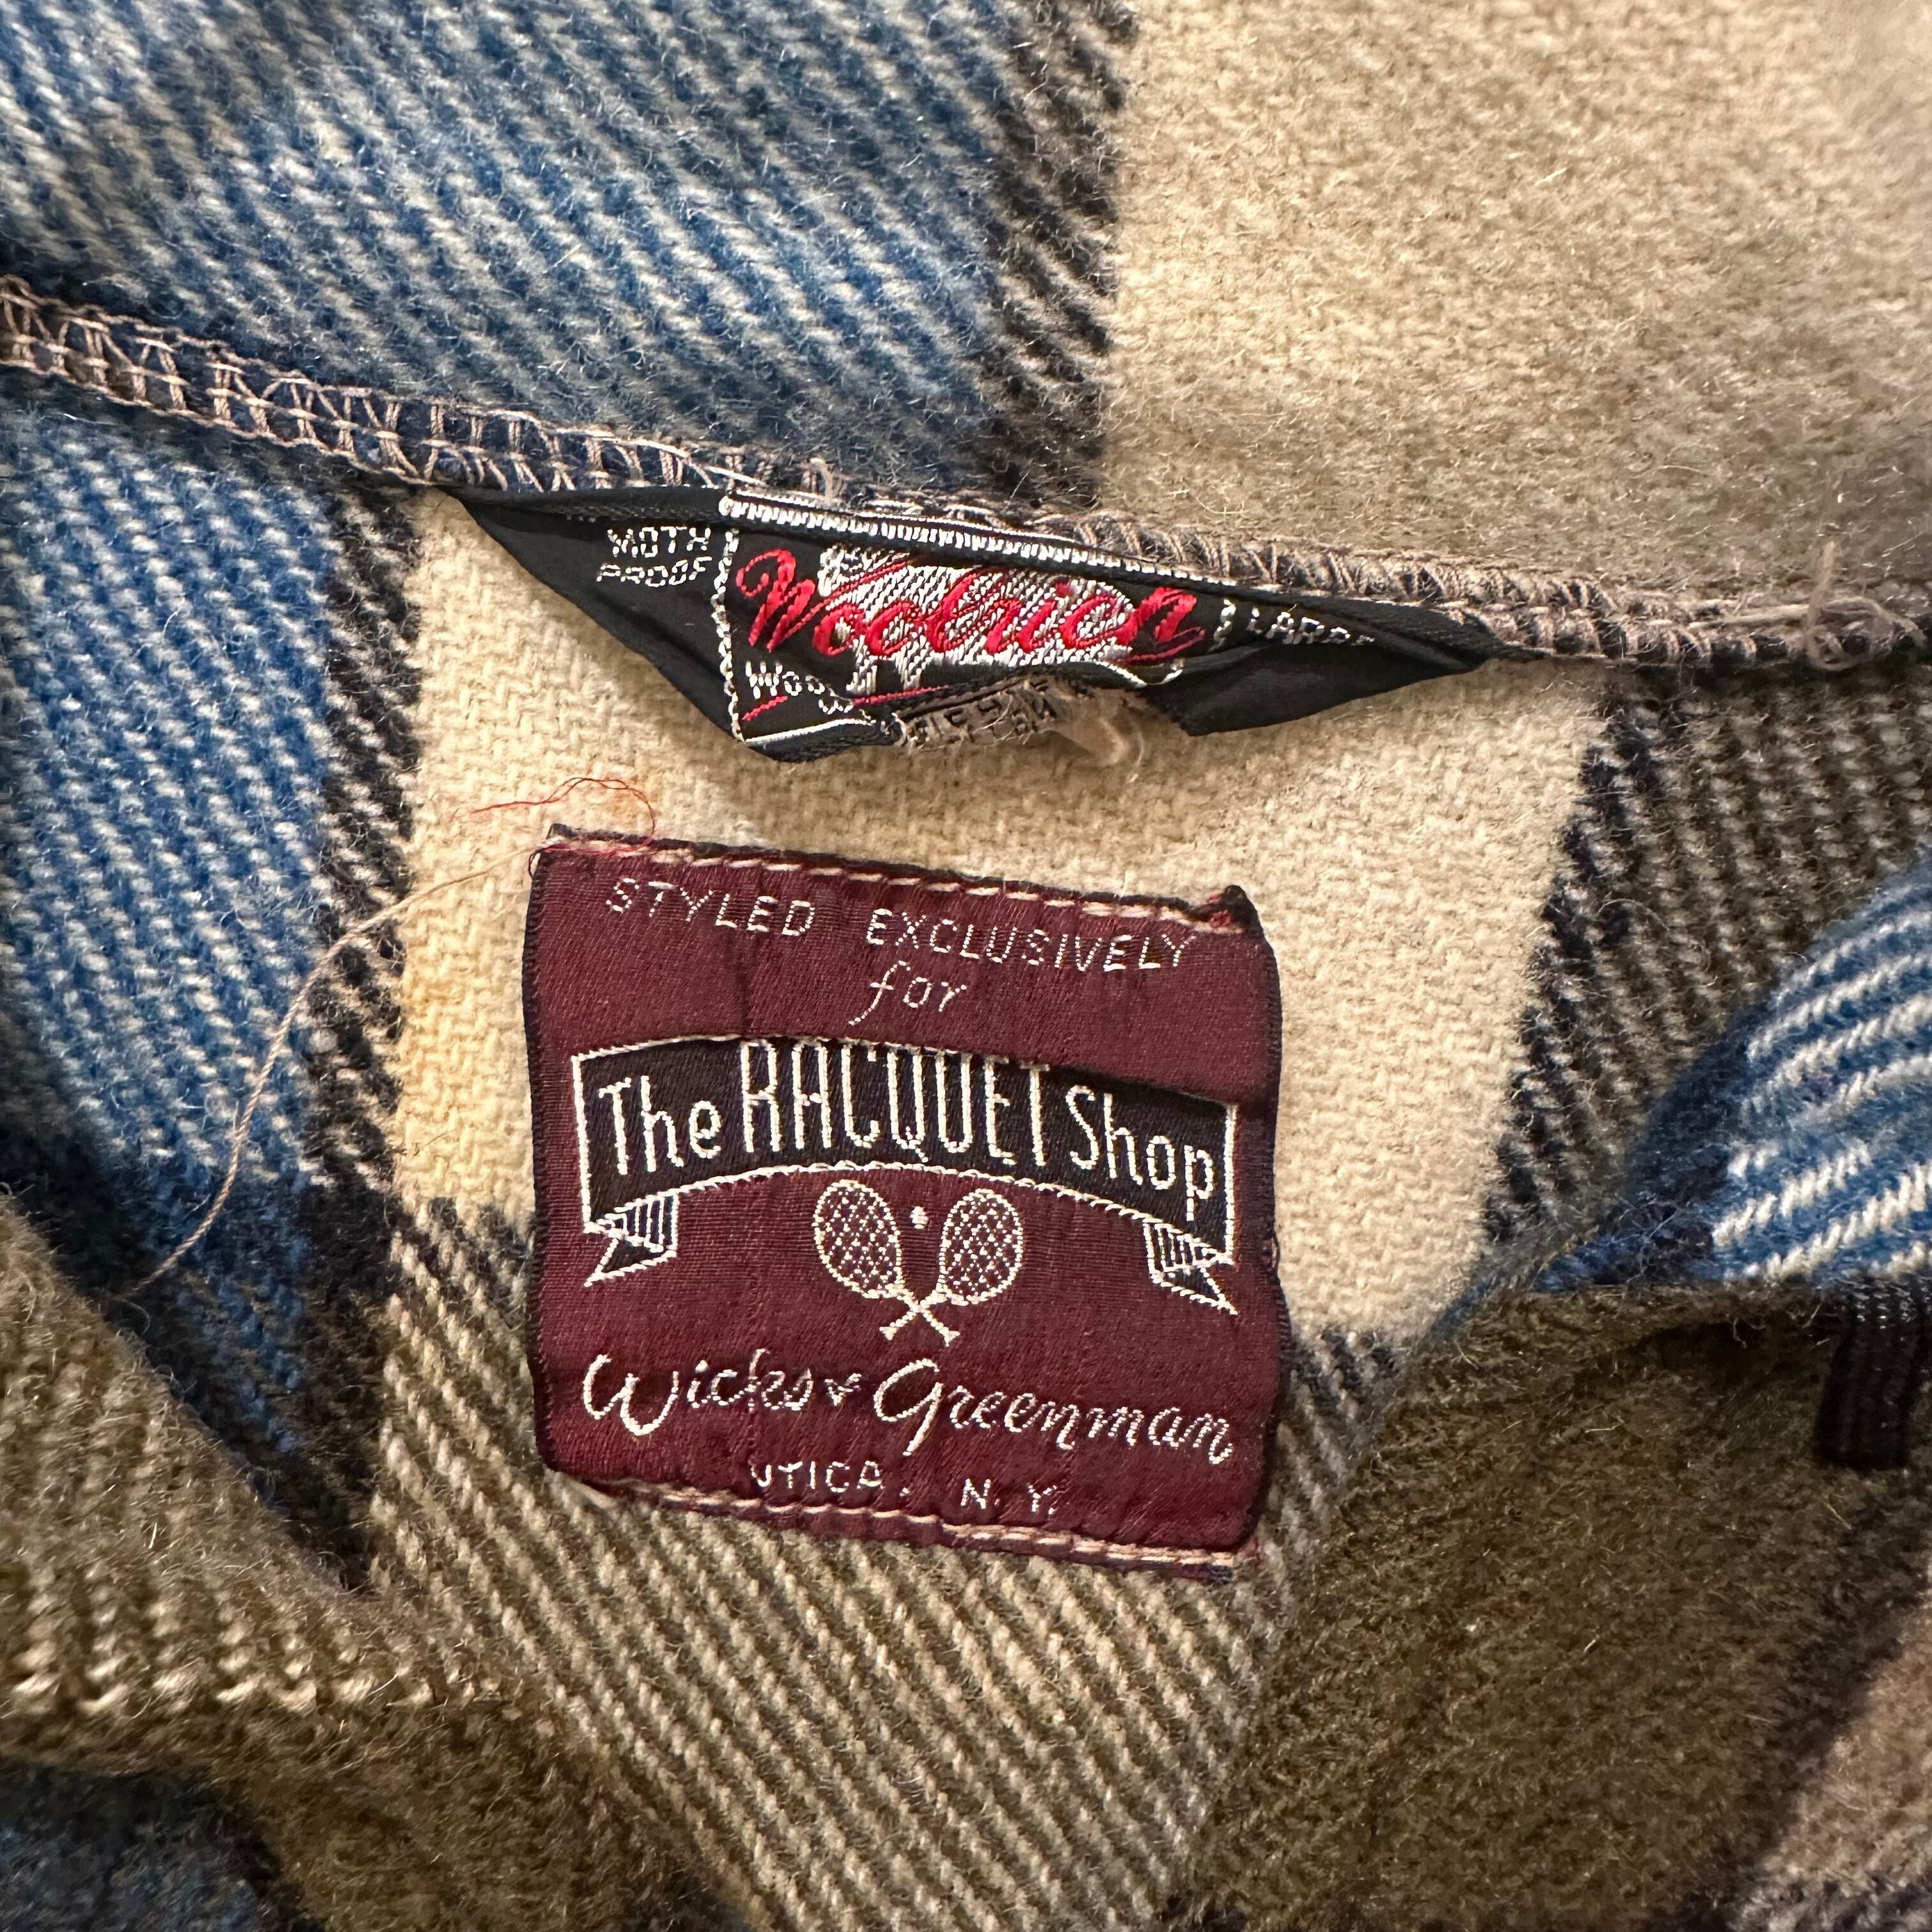 MOTH
PROOF
Woolrich
LARGE
STYLED EXCLUSIVELY
for
The RACQUET Shop
Wicks & Greenman
UTICA, N.Y.